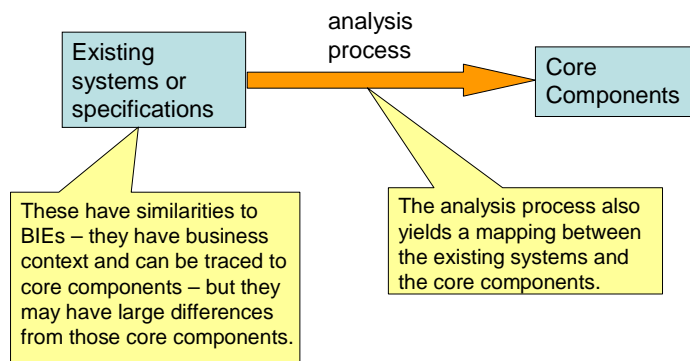 analysis
process
Existing
systems or
specifications
Core
Components
These have similarities to
BIEs – they have business
context and can be traced to
core components – but they
may have large differences
from those core components.
The analysis process also
yields a mapping between
the existing systems and
the core components.